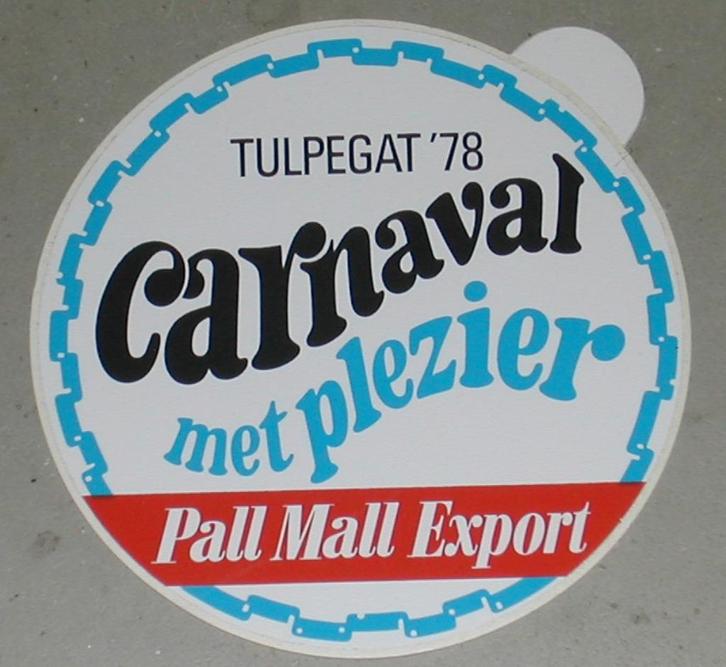 TULPEGAT '78
Carnaval
met plezier
Pall Mall Export